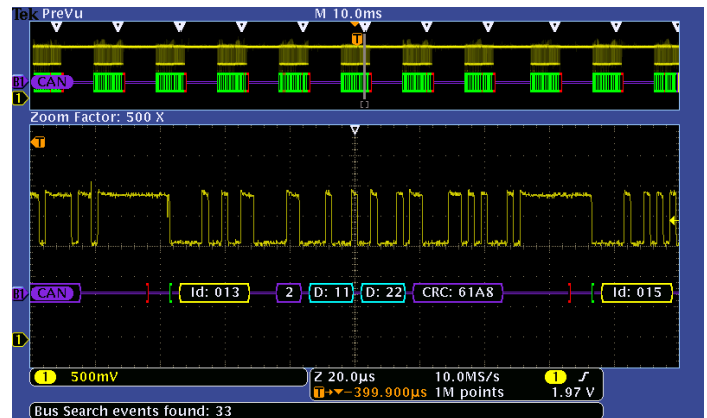 Tek PreVu M 10.0ms
T
B1 CAN
1
Zoom Factor: 500 X
T
B1 CAN Id: 013 2 D: 11 D: 22 CRC: 61A8 Id: 015
1
1 500mV Z 20.0µs 10.0MS/s 1
T→▼-399.900µs 1M points 1.97 V
Bus Search events found: 33